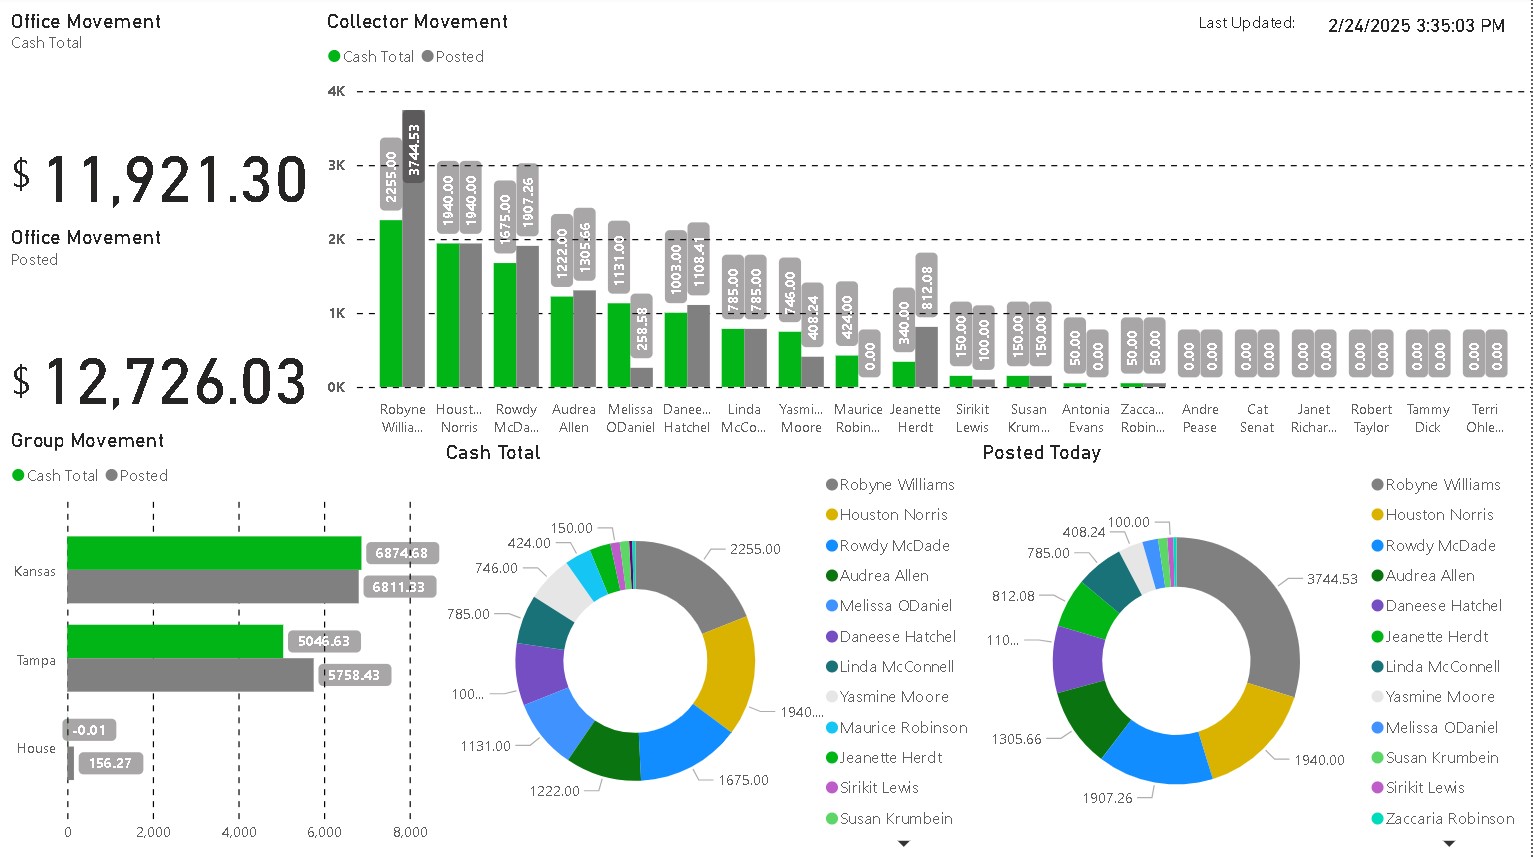 Office Movement
Cash Total
$ 11,921.30
Office Movement
Posted
$ 12,726.03
Collector Movement
Cash Total Posted
Last Updated: 2/24/2025 3:35:03 PM
4K
3K
2K
1K
0K
2255.00 3744.53
1940.00 1940.00
1675.00 1907.26
1222.00 1305.66
1131.00 258.58
1003.00 1108.41
785.00 785.00
746.00 408.24
424.00 0.00
340.00 812.08
150.00 100.00
150.00 150.00
50.00 0.00
50.00 50.00
0.00 0.00
0.00 0.00
0.00 0.00
0.00 0.00
0.00 0.00
0.00 0.00
Robyne Willia...
Houst... Norris
Rowdy McDa...
Audrea Allen
Melissa ODaniel
Danee... Hatchel
Linda McCo...
Yasmi... Moore
Maurice Robin...
Jeanette Herdt
Sirikit Lewis
Susan Krum...
Antonia Evans
Zacca... Robin...
Andre Pease
Cat Senat
Janet Richar...
Robert Taylor
Tammy Dick
Terri Ohle...
Group Movement
Cash Total Posted
Kansas
6874.68
6811.33
Tampa
5046.63
5758.43
House
-0.01
156.27
0 2,000 4,000 6,000 8,000
Cash Total
2255.00
1940....
1675.00
1222.00
1131.00
100...
785.00
746.00
424.00
150.00
Robyne Williams
Houston Norris
Rowdy McDade
Audrea Allen
Melissa ODaniel
Daneese Hatchel
Linda McConnell
Yasmine Moore
Maurice Robinson
Jeanette Herdt
Sirikit Lewis
Susan Krumbein
Posted Today
3744.53
1940.00
1907.26
1305.66
110...
812.08
785.00
408.24
100.00
Robyne Williams
Houston Norris
Rowdy McDade
Audrea Allen
Daneese Hatchel
Jeanette Herdt
Linda McConnell
Yasmine Moore
Melissa ODaniel
Susan Krumbein
Sirikit Lewis
Zaccaria Robinson